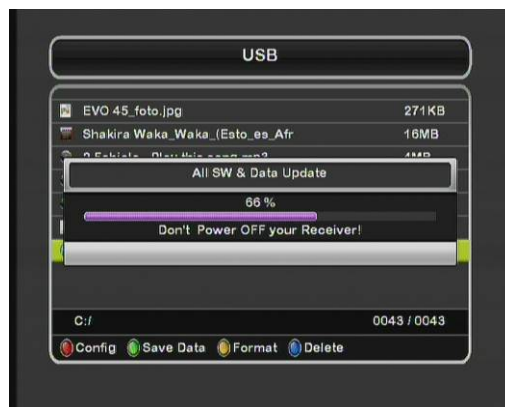 USB
EVO 45_foto.jpg 271KB
Shakira Waka_Waka_(Esto_es_Afr 16MB
All SW & Data Update
66 %
Don't Power OFF your Receiver!
C:/ 0043 / 0043
Config Save Data Format Delete